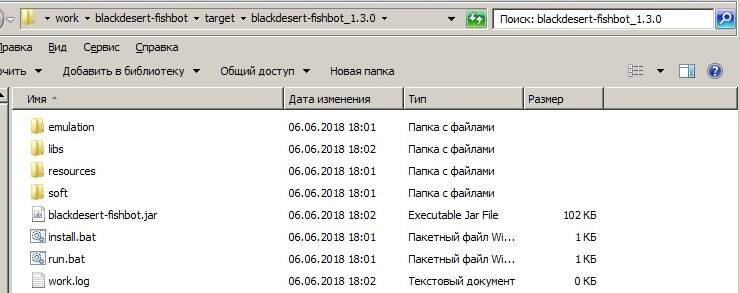 work blackdesert-fishbot target blackdesert-fishbot_1.3.0 Поиск: blackdesert-fishbot_1.3.0
Правка Вид Сервис Справка
Добавить в библиотеку Общий доступ Новая папка
Имя Дата изменения Тип Размер
emulation 06.06.2018 18:01 Папка с файлами
libs 06.06.2018 18:02 Папка с файлами
resources 06.06.2018 18:01 Папка с файлами
soft 06.06.2018 18:01 Папка с файлами
blackdesert-fishbot.jar 06.06.2018 18:02 Executable Jar File 102 КБ
install.bat 06.06.2018 18:01 Пакетный файл Wi... 1 КБ
run.bat 06.06.2018 18:01 Пакетный файл Wi... 1 КБ
work.log 06.06.2018 18:02 Текстовый документ 0 КБ